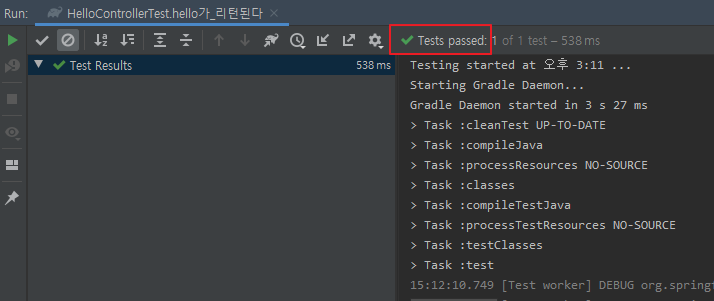 Run: HelloControllerTest.hello가_리턴된다
Tests passed: 1 of 1 test – 538 ms
Test Results 538 ms
Testing started at 오후 3:11 ...
Starting Gradle Daemon...
Gradle Daemon started in 3 s 27 ms
> Task :cleanTest UP-TO-DATE
> Task :compileJava
> Task :processResources NO-SOURCE
> Task :classes
> Task :compileTestJava
> Task :processTestResources NO-SOURCE
> Task :testClasses
> Task :test
15:12:10.749 [Test worker] DEBUG org.spring